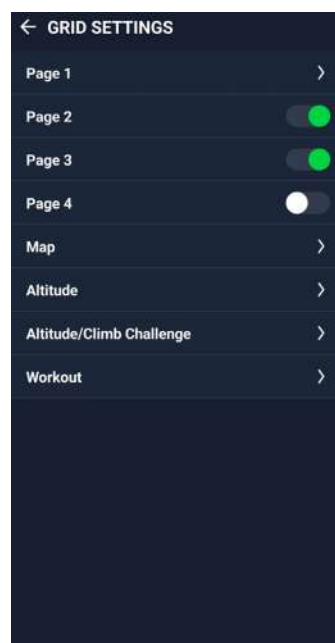 GRID SETTINGS
Page 1
Page 2
Page 3
Page 4
Map
Altitude
Altitude/Climb Challenge
Workout